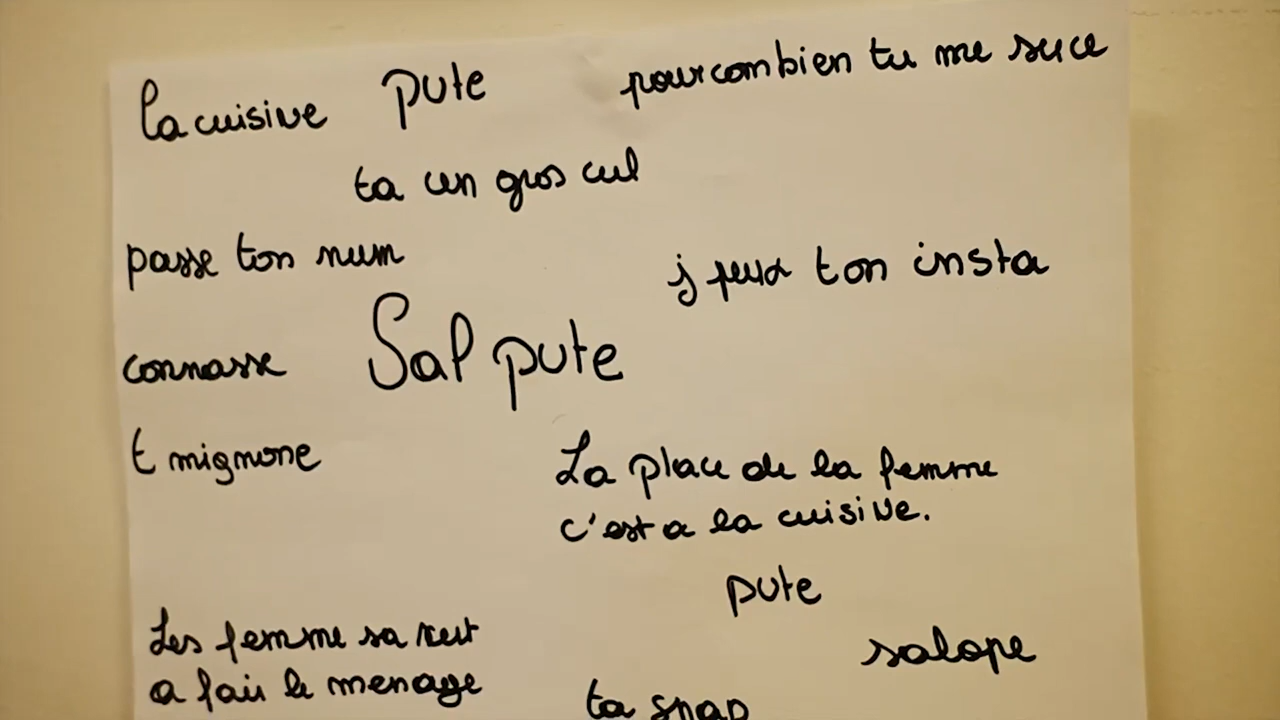 la cuisine pute pour combien tu me suce
ta un gros cul
passe ton num
j peux ton insta
connasse Sal pute
t mignone
La place de la femme
c'est a la cuisine.
pute
Les femme sa sert
a fair le menage
salope
ta snap